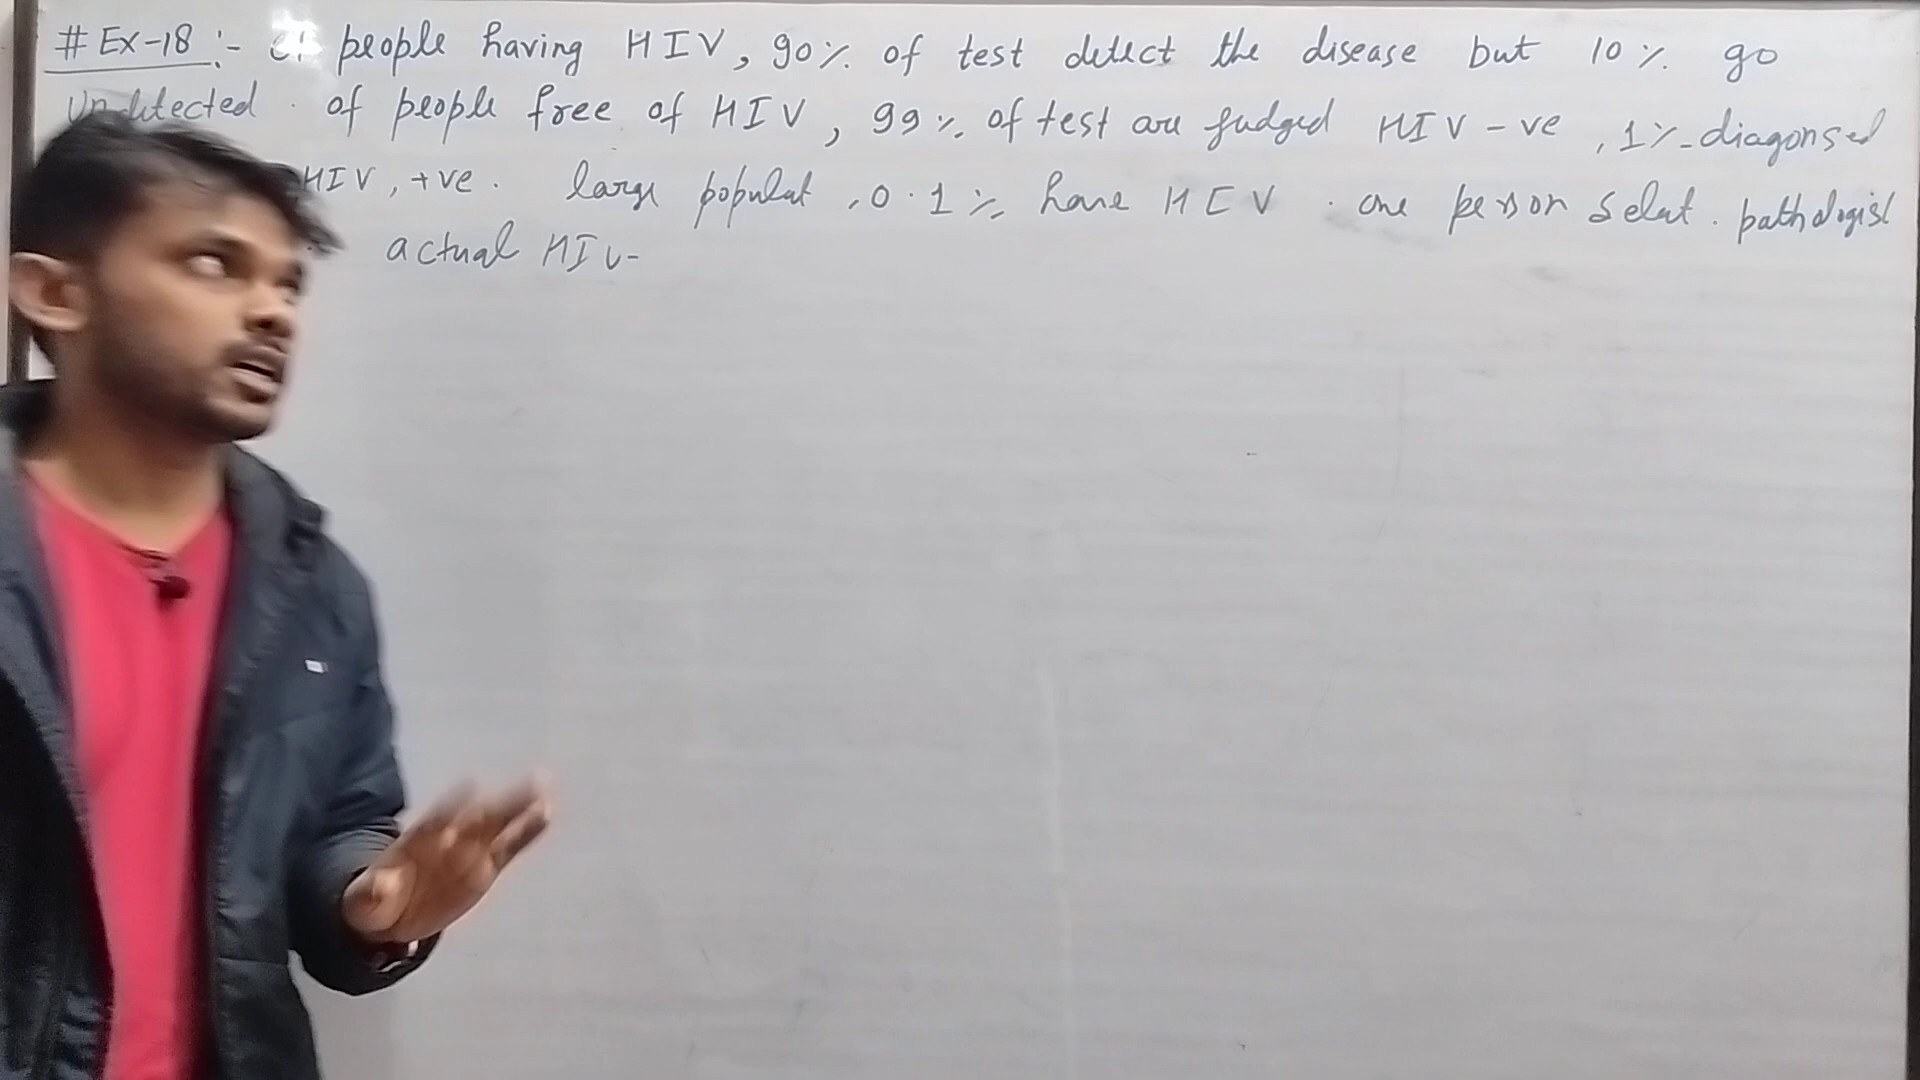 # Ex-18 :- Of people having HIV, 90% of test detect the disease but 10% go
Undetected. of people free of HIV, 99% of test are judged HIV -ve, 1% diagonsed
HIV, +ve. large populat, 0.1% have HIV. one person selet. pathologist
actual HIV-